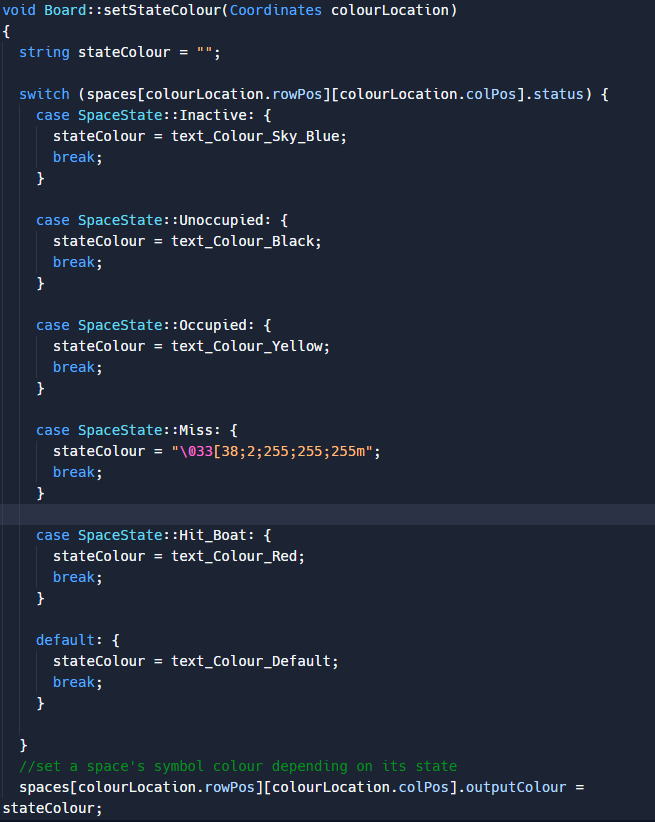 void Board::setStateColour(Coordinates colourLocation)
{
  string stateColour = "";

  switch (spaces[colourLocation.rowPos][colourLocation.colPos].status) {
    case SpaceState::Inactive: {
      stateColour = text_Colour_Sky_Blue;
      break;
    }

    case SpaceState::Unoccupied: {
      stateColour = text_Colour_Black;
      break;
    }

    case SpaceState::Occupied: {
      stateColour = text_Colour_Yellow;
      break;
    }

    case SpaceState::Miss: {
      stateColour = "\033[38;2;255;255;255m";
      break;
    }

    case SpaceState::Hit_Boat: {
      stateColour = text_Colour_Red;
      break;
    }

    default: {
      stateColour = text_Colour_Default;
      break;
    }

  }
  //set a space's symbol colour depending on its state
  spaces[colourLocation.rowPos][colourLocation.colPos].outputColour =
stateColour;